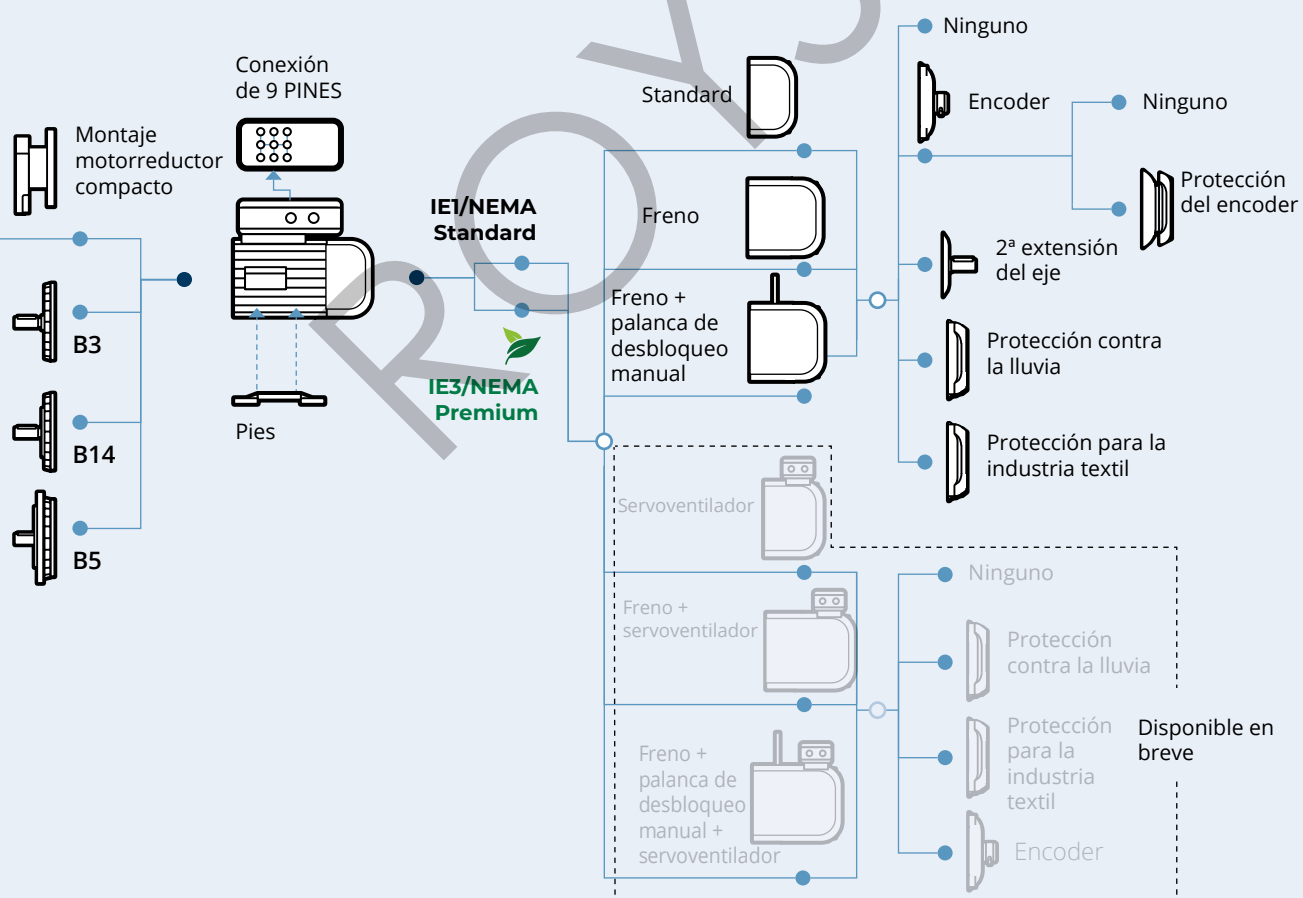 Conexión
de 9 PINES
Montaje
motorreductor
compacto
B3
B14
B5
Pies
IE1/NEMA
Standard
IE3/NEMA
Premium
Standard
Freno
Freno +
palanca de
desbloqueo
manual
Ninguno
Encoder
Ninguno
Protección
del encoder
2ª extensión
del eje
Protección contra
la lluvia
Protección para la
industria textil
Servoventilador
Freno +
servoventilador
Freno +
palanca de
desbloqueo
manual +
servoventilador
Ninguno
Protección
contra la lluvia
Protección
para la
industria
textil
Encoder
Disponible en
breve